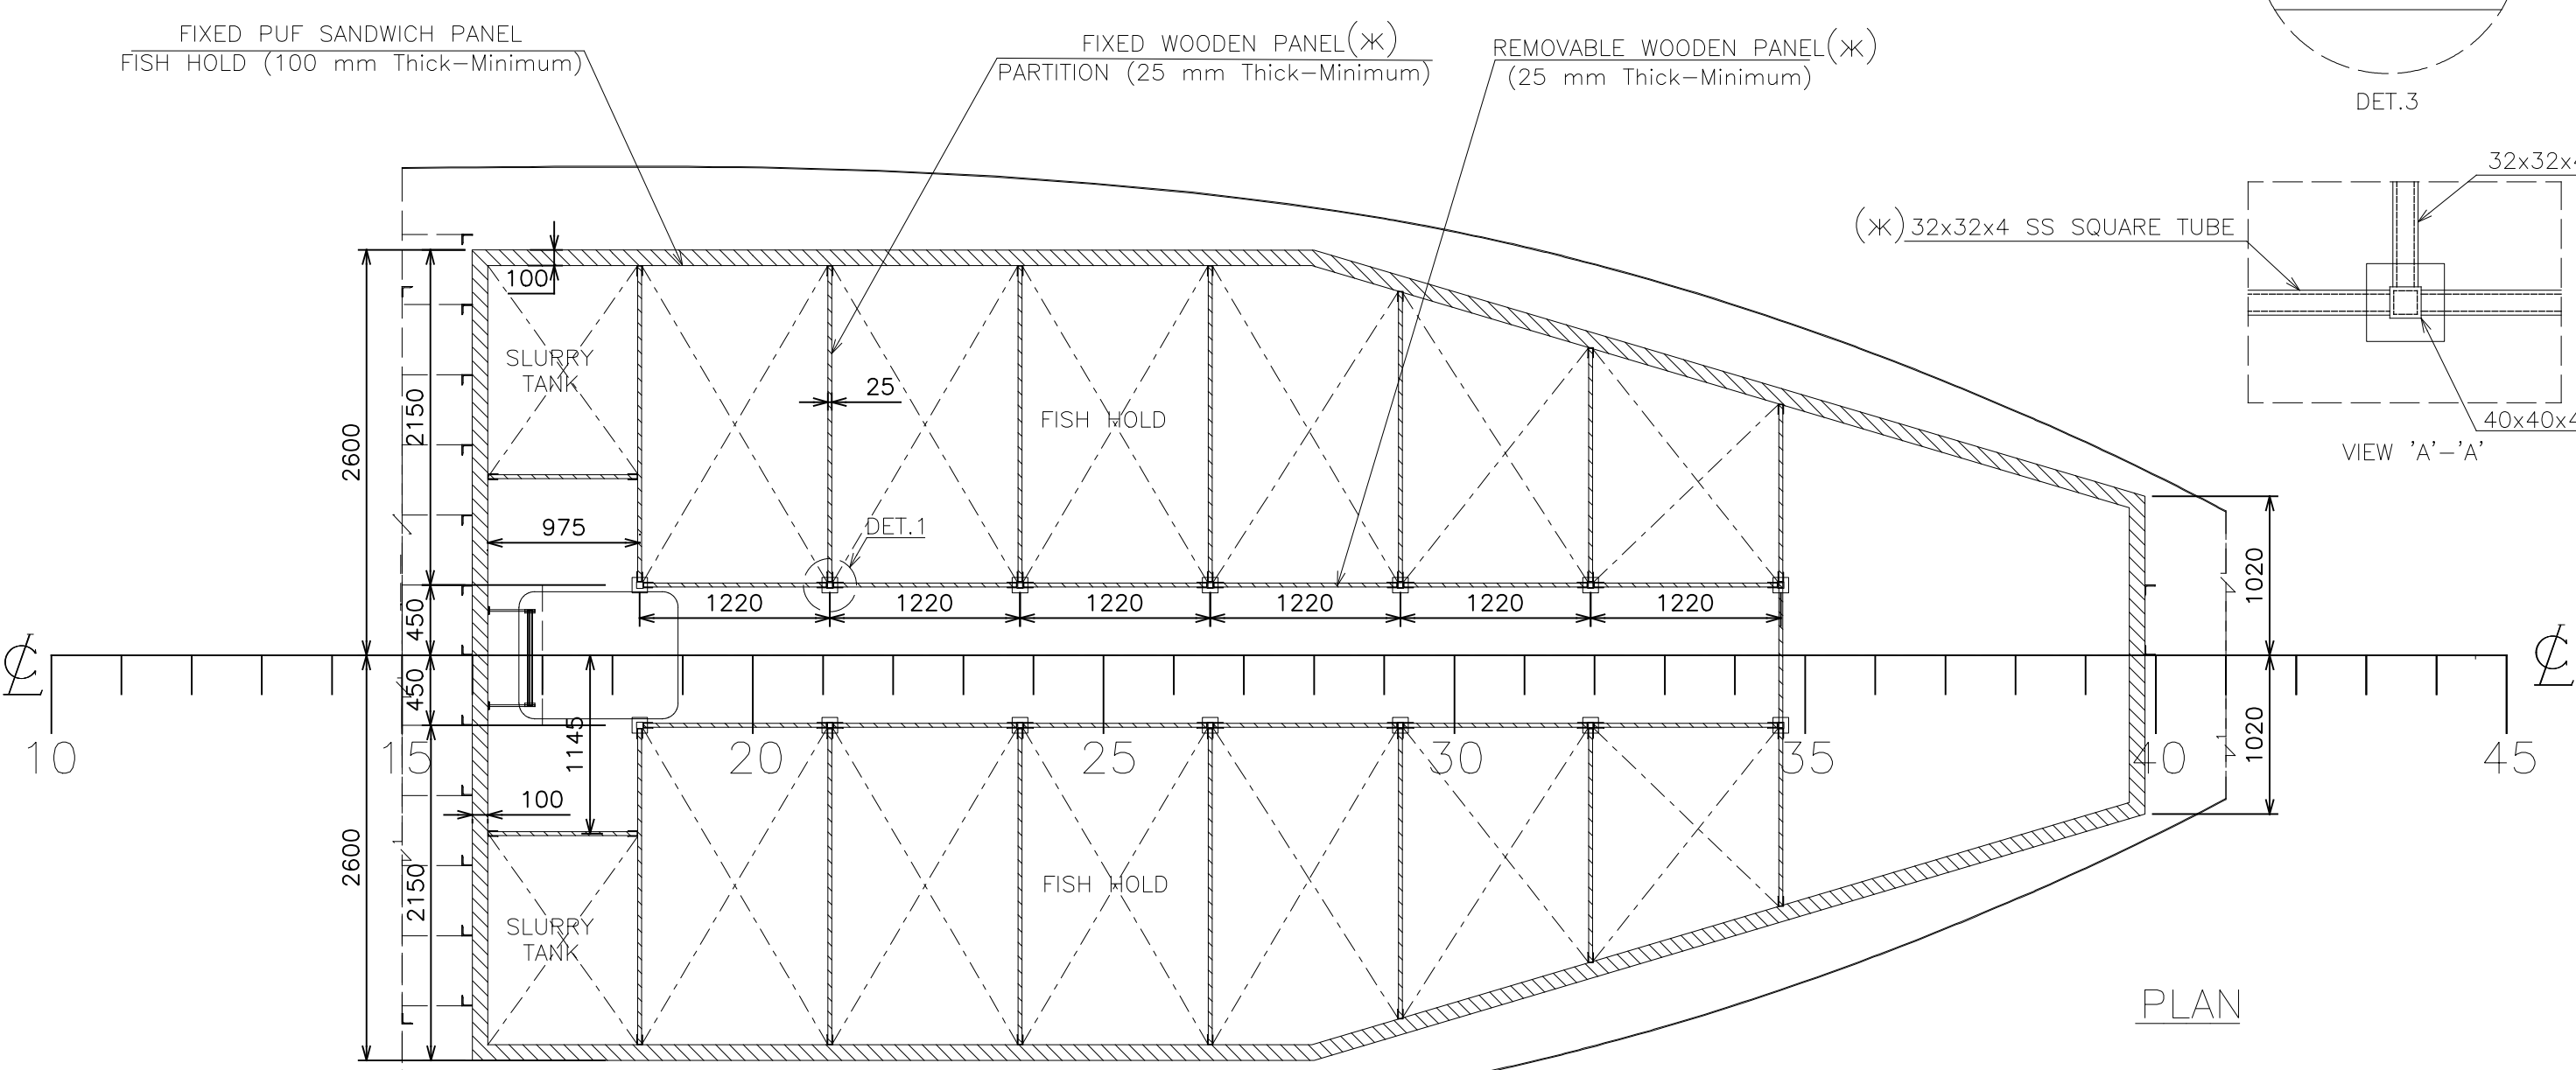 FIXED PUF SANDWICH PANEL
FISH HOLD (100 mm Thick-Minimum)
FIXED WOODEN PANEL(Ж)
PARTITION (25 mm Thick-Minimum)
REMOVABLE WOODEN PANEL(Ж)
(25 mm Thick-Minimum)
DET.3
32x32x4
(Ж)32x32x4 SS SQUARE TUBE
40x40x4
VIEW 'A'-'A'
100
SLURRY
TANK
25
FISH HOLD
2600
2150
975
DET.1
1220
1220
1220
1220
1220
1220
1020
450
℄
℄
450
1145
10
15
20
25
30
35
40
45
1020
100
2600
2150
FISH HOLD
SLURRY
TANK
PLAN